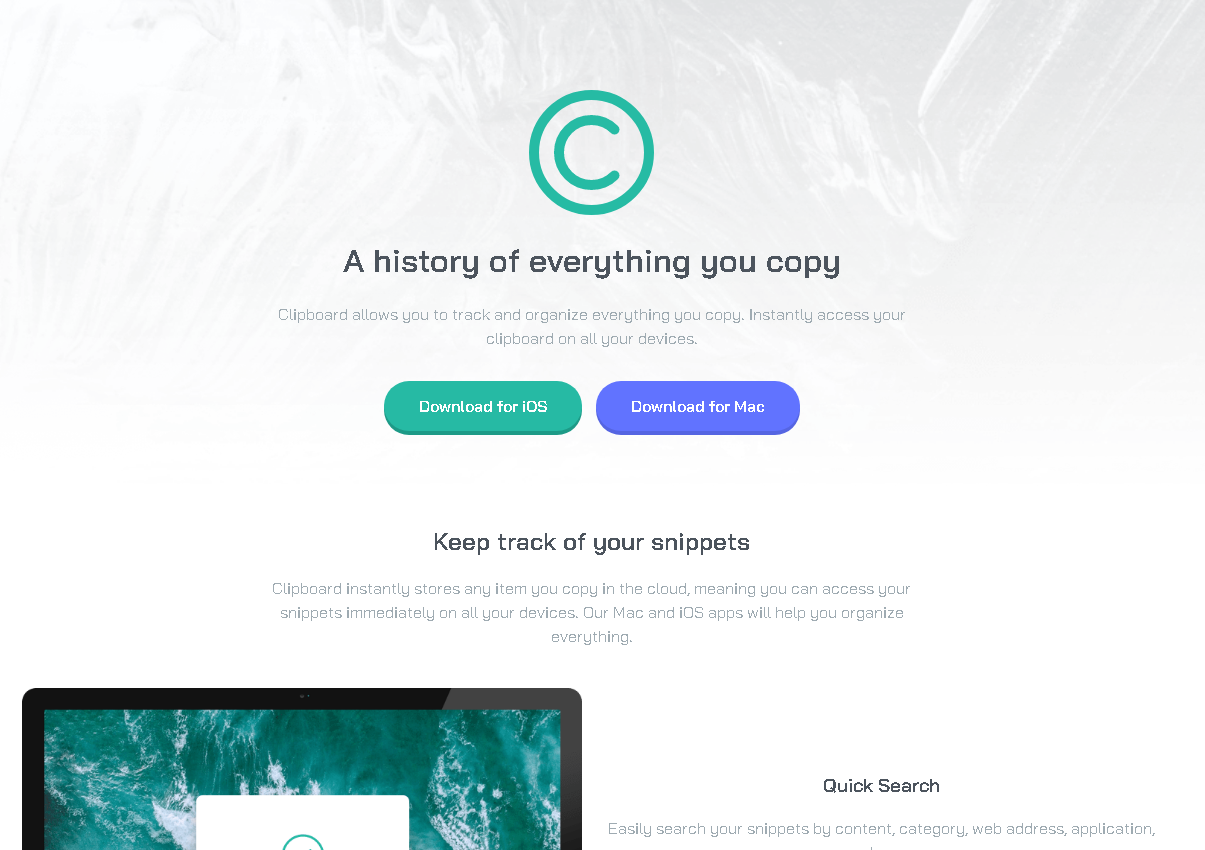 A history of everything you copy
Clipboard allows you to track and organize everything you copy. Instantly access your
clipboard on all your devices.
Download for iOS
Download for Mac
Keep track of your snippets
Clipboard instantly stores any item you copy in the cloud, meaning you can access your
snippets immediately on all your devices. Our Mac and iOS apps will help you organize
everything.
Quick Search
Easily search your snippets by content, category, web address, application,